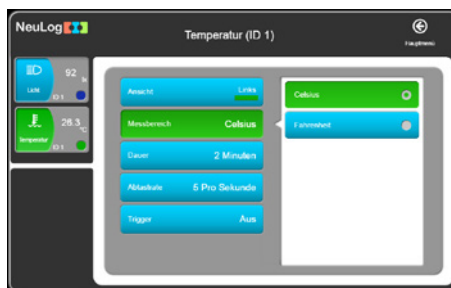 NeuLog
Temperatur (ID 1)
Hauptmenü
92 lx
Licht
ID 1
26.3 °C
Temperatur
ID 1
Ansicht Links
Messbereich Celsius
Dauer 2 Minuten
Abtastrate 5 Pro Sekunde
Trigger Aus
Celsius
Fahrenheit